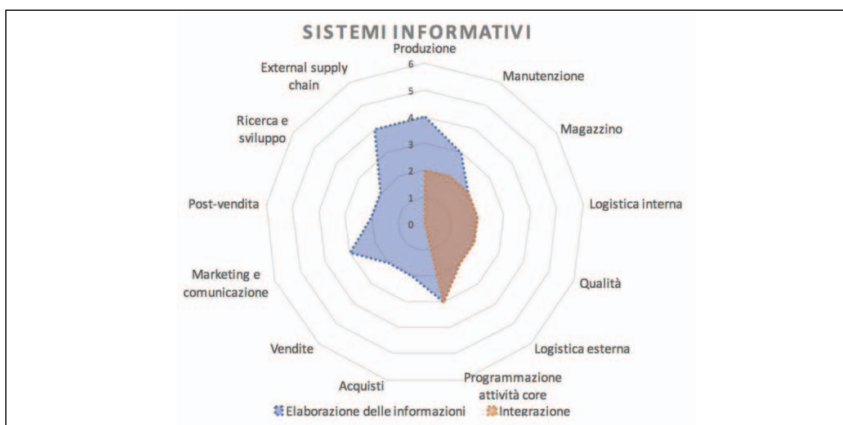 SISTEMI INFORMATIVI
Produzione
External supply
chain
Manutenzione
Ricerca e
sviluppo
Magazzino
Post-vendita
Logistica interna
Marketing e
comunicazione
Qualità
Vendite
Logistica esterna
Acquisti
Programmazione
attività core
6
5
4
3
2
1
0
Elaborazione delle informazioni
Integrazione